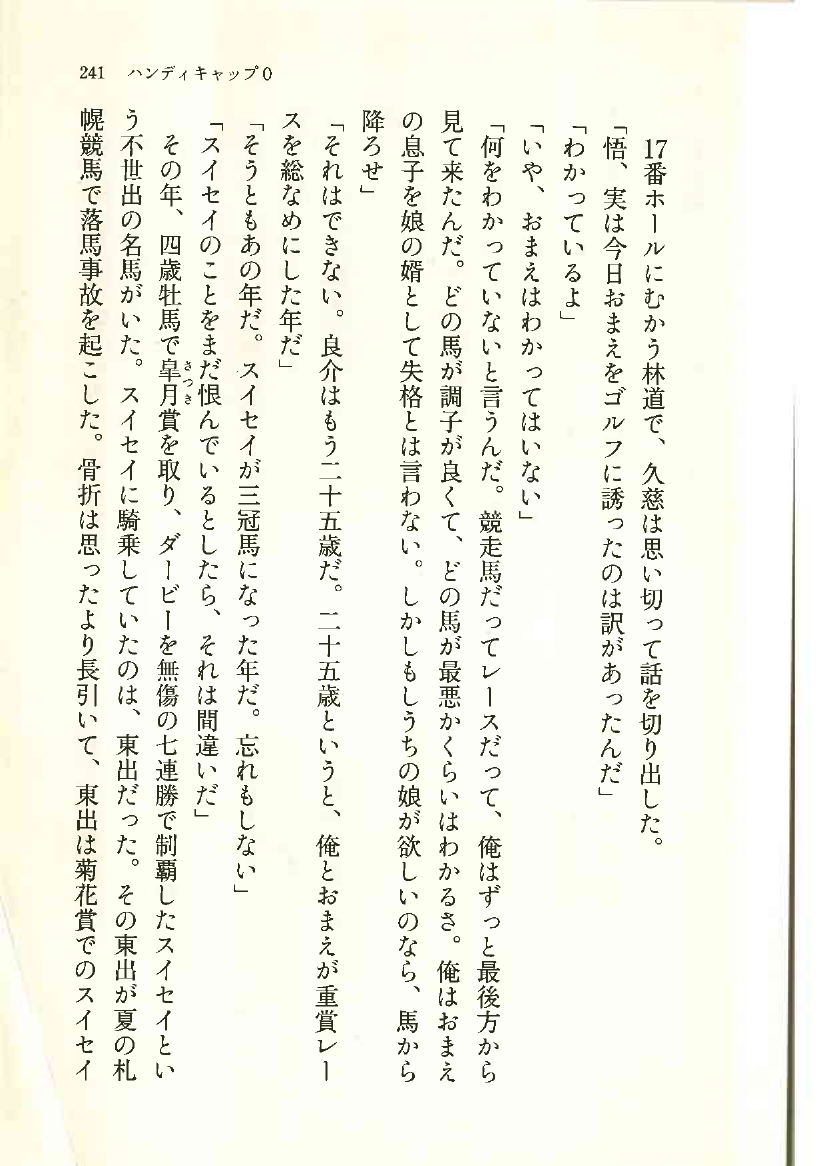 241 ハンディキャップ0
17番ホールにむかう林道で、久慈は思い切って話を切り出した。
「悟、実は今日おまえをゴルフに誘ったのは訳があったんだ」
「わかっているよ」
「いや、おまえはわかってはいない」
「何をわかっていないと言うんだ。競走馬だってレースだって、俺はずっと最後方から
見て来たんだ。どの馬が調子が良くて、どの馬が最悪かくらいはわかるさ。俺はおまえ
の息子を娘の婿として失格とは言わない。しかしもしうちの娘が欲しいのなら、馬から
降ろせ」
「それはできない。良介はもう二十五歳だ。二十五歳というと、俺とおまえが重賞レー
スを総なめにした年だ」
「そうともあの年だ。スイセイが三冠馬になった年だ。忘れもしない」
「スイセイのことをまだ恨んでいるとしたら、それは間違いだ」
その年、四歳牡馬で皐月賞を取り、ダービーを無傷の七連勝で制覇したスイセイとい
さつき
う不世出の名馬がいた。スイセイに騎乗していたのは、東出だった。その東出が夏の札
幌競馬で落馬事故を起こした。骨折は思ったより長引いて、東出は菊花賞でのスイセイ